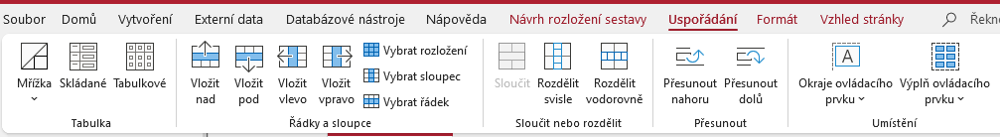 Soubor Domů Vytvoření Externí data Databázové nástroje Nápověda Návrh rozložení sestavy Uspořádání Formát Vzhled stránky Řekn
Mřížka Skládané Tabulkové
Tabulka
Vložit nad Vložit pod Vložit vlevo Vložit vpravo
Vybrat rozložení
Vybrat sloupec
Vybrat řádek
Řádky a sloupce
Sloučit Rozdělit svisle Rozdělit vodorovně
Sloučit nebo rozdělit
Přesunout nahoru Přesunout dolů
Přesunout
A
Okraje ovládacího prvku Výplň ovládacího prvku
Umístění